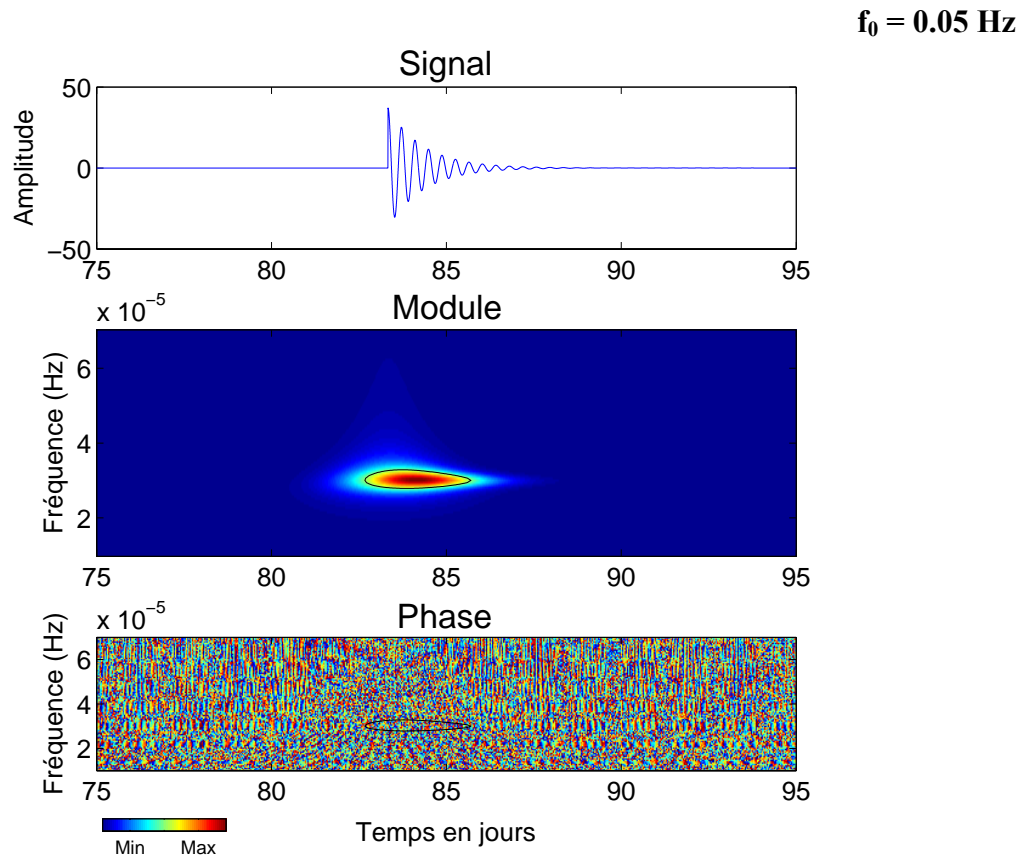 f₀ = 0.05 Hz
Signal
Amplitude
50
0
−50
75 80 85 90 95
x 10⁻⁵
Module
Fréquence (Hz)
6
4
2
75 80 85 90 95
x 10⁻⁵
Phase
Fréquence (Hz)
6
4
2
75 80 85 90 95
Temps en jours
Min Max